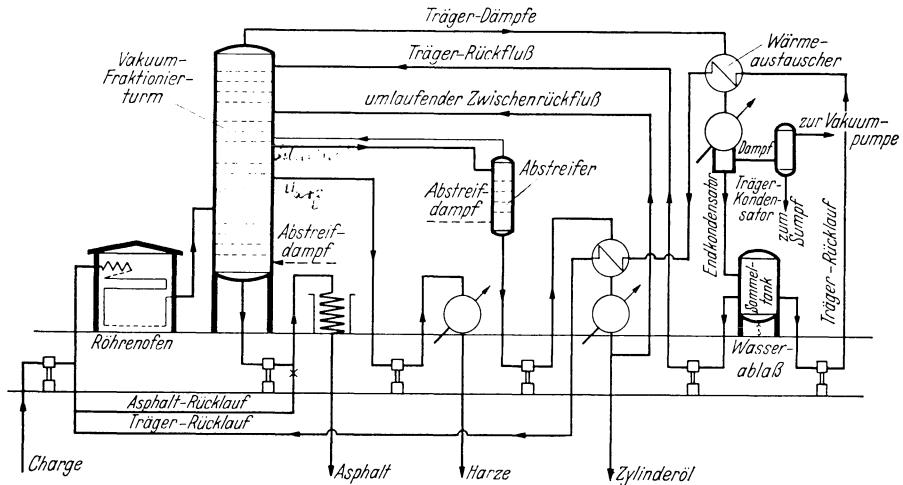 Träger-Dämpfe
Träger-Rückfluß
Vakuum-
Fraktionier-
turm
Wärme-
austauscher
umlaufender Zwischenrückfluß
zur Vakuum-
pumpe
Dampf
Abstreifer
Abstreif-
dampf
Träger-
Konden-
sator
zum
Sumpf
Endkondensator
Träger-Rücklauf
Abstreif-
dampf
Sammel-
tank
Röhrenofen
Wasser-
ablaß
Asphalt-Rücklauf
Träger-Rücklauf
Charge
Asphalt
Harze
Zylinderöl